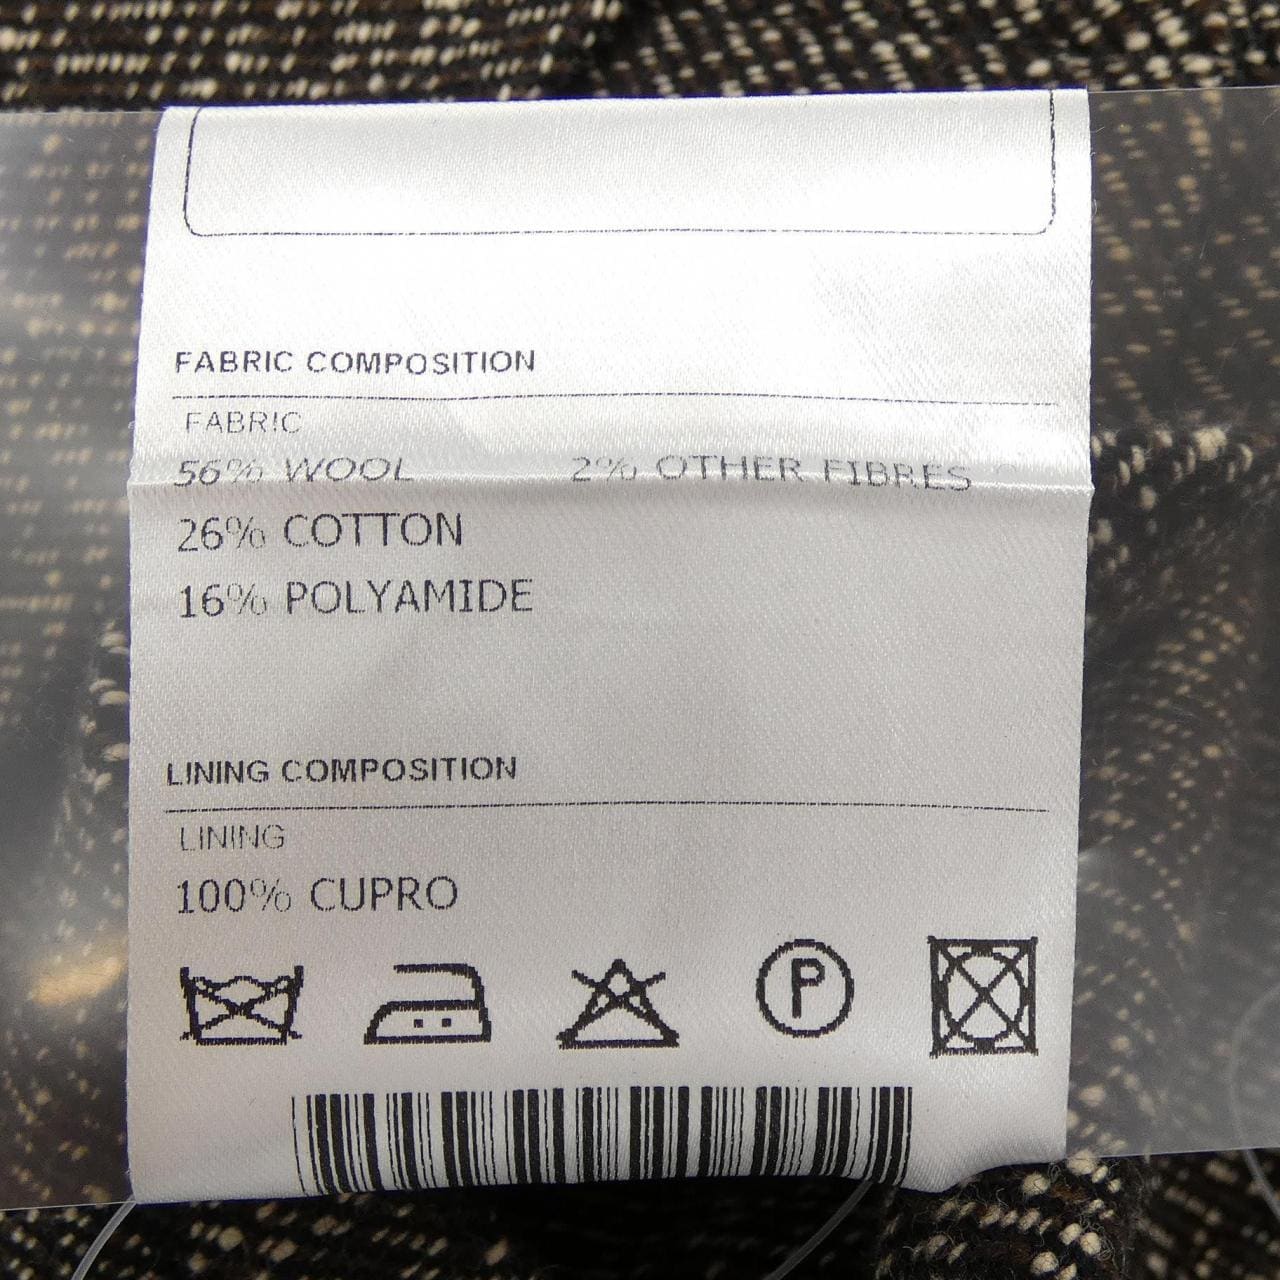 FABRIC COMPOSITION
FABRIC
56% WOOL 2% OTHER FIBRES
26% COTTON
16% POLYAMIDE
LINING COMPOSITION
LINING
100% CUPRO
P